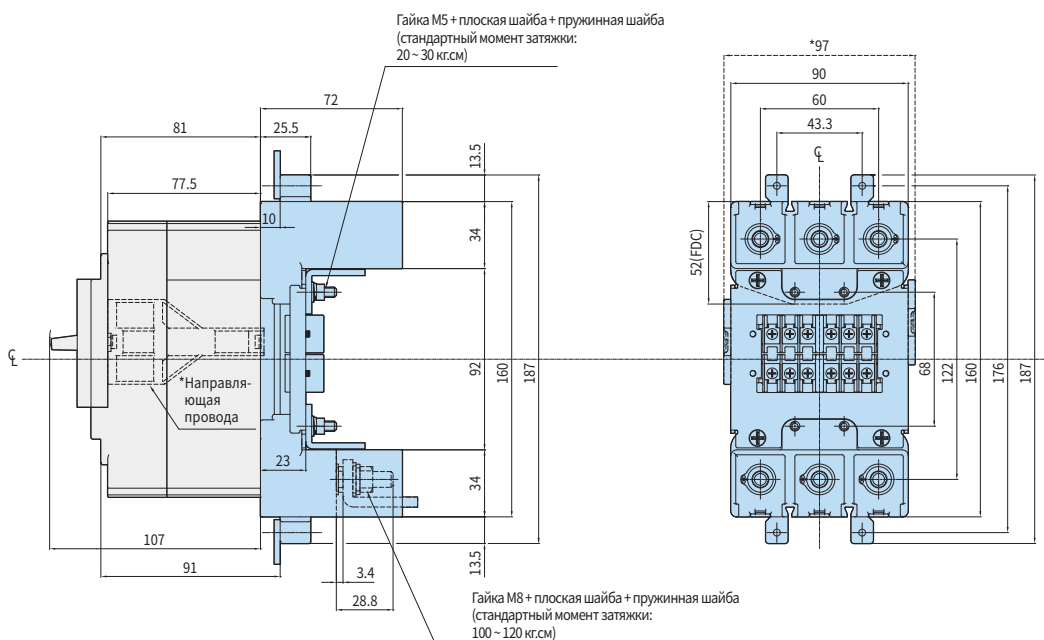 Гайка M5 + плоская шайба + пружинная шайба
(стандартный момент затяжки:
20 ~ 30 кг.см)
*97
90
60
43.3
℄
72
81
25.5
77.5
10
13.5
34
92
160
187
34
13.5
52(FDC)
68
122
160
176
187
℄
*Направля-
ющая
провода
23
107
91
3.4
28.8
Гайка M8 + плоская шайба + пружинная шайба
(стандартный момент затяжки:
100 ~ 120 кг.см)